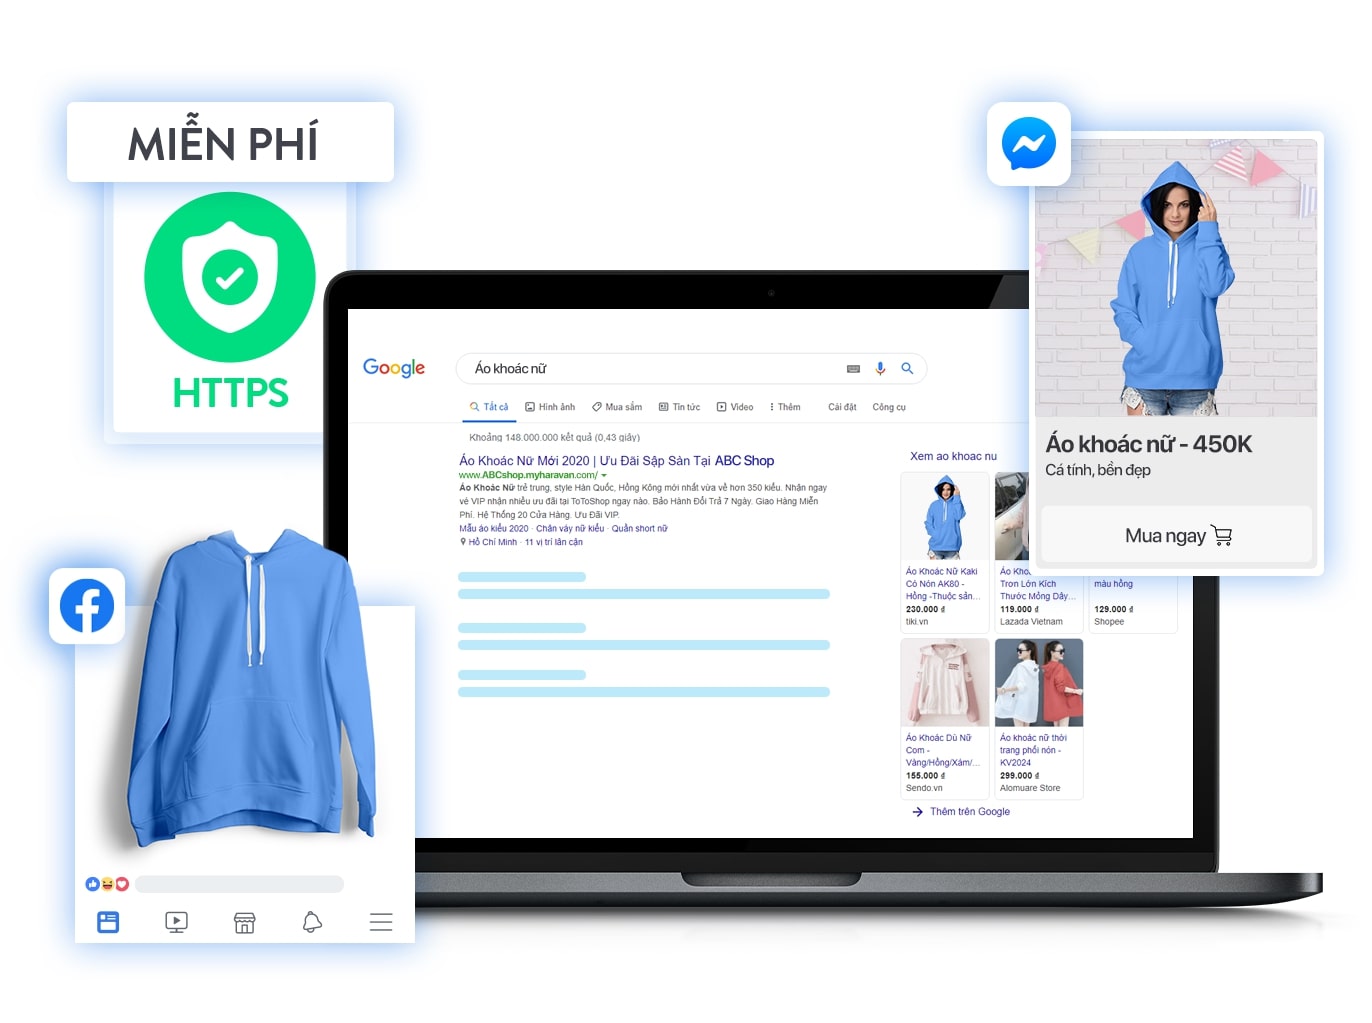 MIỄN PHÍ
HTTPS
Google
Áo khoác nữ
Tất cả
Hình ảnh
Mua sắm
Tin tức
Video
Thêm
Cài đặt
Công cụ
Khoảng 148.000.000 kết quả (0,43 giây)
Áo Khoác Nữ Mới 2020 | Ưu Đãi Sập Sàn Tại ABC Shop
www.ABCshop.myharavan.com/
Áo Khoác Nữ trẻ trung, style Hàn Quốc, Hồng Kông mới nhất vừa về hơn 350 kiểu. Nhận ngay
vé VIP nhận nhiều ưu đãi tại ToToShop ngay nào. Bảo Hành Đổi Trả 7 Ngày. Giao Hàng Miễn
Phí. Hệ Thống 20 Cửa Hàng. Ưu Đãi VIP.
Mẫu áo kiểu 2020 · Chân váy nữ kiểu · Quần short nữ
Hồ Chí Minh · 11 vị trí lân cận
Xem ao khoac nu
Áo Khoác Nữ Kaki
Có Nón AK80 -
Hồng -Thuộc sản...
230.000 ₫
tiki.vn
Áo Kho
Trơn Lớn Kích
Thước Mỏng Dây...
119.000 ₫
Lazada Vietnam
màu hồng
129.000 ₫
Shopee
Áo Khoác Dù Nữ
Com -
Vàng/Hồng/Xám/...
155.000 ₫
Sendo.vn
Áo khoác nữ thời
trang phối nón -
KV2024
299.000 ₫
Alomuare Store
Thêm trên Google
Áo khoác nữ - 450K
Cá tính, bền đẹp
Mua ngay